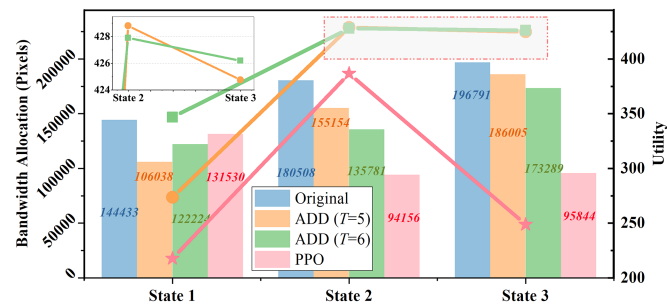 428
426
424
State 2
State 3
Bandwidth Allocation (Pixels)
200000
150000
100000
50000
0
Utility
400
350
300
250
200
144433
106038
122224
131530
180508
155154
135781
94156
196791
186005
173289
95844
Original
ADD (T=5)
ADD (T=6)
PPO
State 1
State 2
State 3